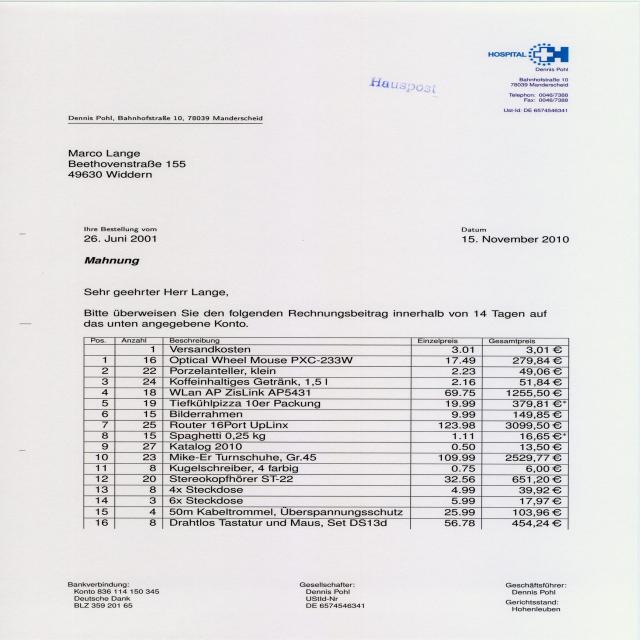 HOSPITAL
Dennis Pohl
Bahnhofstraße 10
78039 Manderscheid
Telephon: 0046/7388
Fax: 0046/7388
Ust-Id: DE 6574546341
Hauspost
Dennis Pohl, Bahnhofstraße 10, 78039 Manderscheid
Marco Lange
Beethovenstraße 155
49630 Widdern
Ihre Bestellung vom Datum
26. Juni 2001 15. November 2010
Mahnung
Sehr geehrter Herr Lange,
Bitte überweisen Sie den folgenden Rechnungsbeitrag innerhalb von 14 Tagen auf
das unten angegebene Konto.
Pos. Anzahl Beschreibung Einzelpreis Gesamtpreis
1 Versandkosten 3.01 3,01 €
1 16 Optical Wheel Mouse PXC-233W 17.49 279,84 €
2 22 Porzelanteller, klein 2.23 49,06 €
3 24 Koffeinhaltiges Getränk, 1,5 l 2.16 51,84 €
4 18 WLan AP ZisLink AP5431 69.75 1255,50 €
5 19 Tiefkühlpizza 10er Packung 19.99 379,81 €*
6 15 Bilderrahmen 9.99 149,85 €
7 25 Router 16Port UpLinx 123.98 3099,50 €
8 15 Spaghetti 0,25 kg 1.11 16,65 €*
9 27 Katalog 2010 0.50 13,50 €
10 23 Mike-Er Turnschuhe, Gr.45 109.99 2529,77 €
11 8 Kugelschreiber, 4 farbig 0.75 6,00 €
12 20 Stereokopfhörer ST-22 32.56 651,20 €
13 8 4x Steckdose 4.99 39,92 €
14 3 6x Steckdose 5.99 17,97 €
15 4 50m Kabeltrommel, Überspannungsschutz 25.99 103,96 €
16 8 Drahtlos Tastatur und Maus, Set DS13d 56.78 454,24 €
Bankverbindung:
Konto 836 114 150 345
Deutsche Dank
BLZ 359 201 65
Gesellschafter:
Dennis Pohl
UStId-Nr
DE 6574546341
Geschäftsführer:
Dennis Pohl
Gerichtsstand:
Hohenleuben